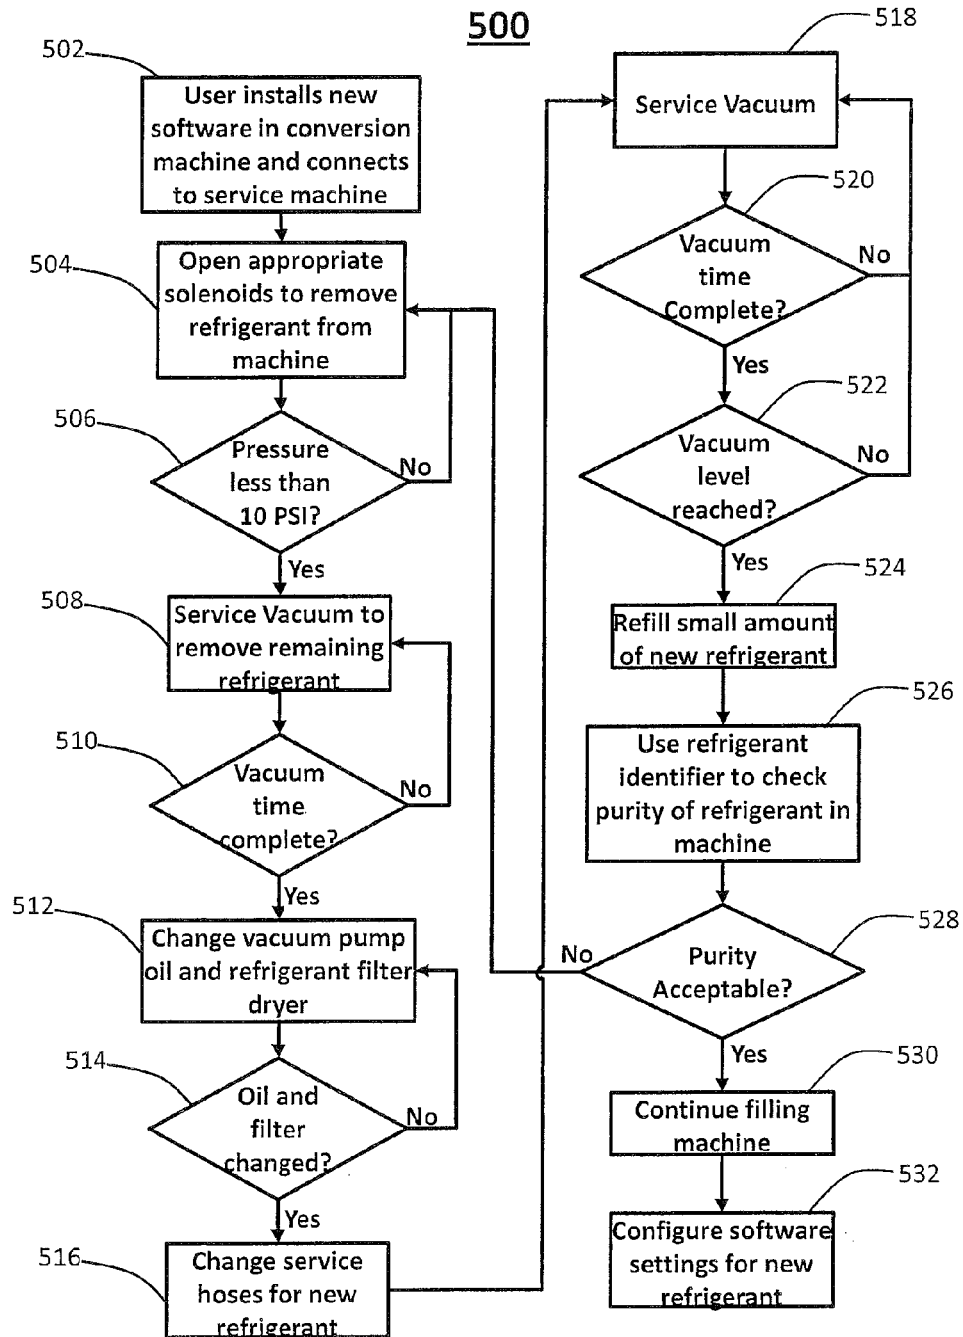 500
502
User installs new
software in conversion
machine and connects
to service machine
504
Open appropriate
solenoids to remove
refrigerant from
machine
506
Pressure
less than
10 PSI?
No
Yes
508
Service Vacuum to
remove remaining
refrigerant
510
Vacuum
time
complete?
No
Yes
512
Change vacuum pump
oil and refrigerant filter
dryer
514
Oil and
filter
changed?
No
Yes
516
Change service
hoses for new
refrigerant
518
Service Vacuum
520
Vacuum
time
Complete?
No
Yes
522
Vacuum
level
reached?
No
Yes
524
Refill small amount
of new refrigerant
526
Use refrigerant
identifier to check
purity of refrigerant in
machine
528
No
Purity
Acceptable?
Yes
530
Continue filling
machine
532
Configure software
settings for new
refrigerant